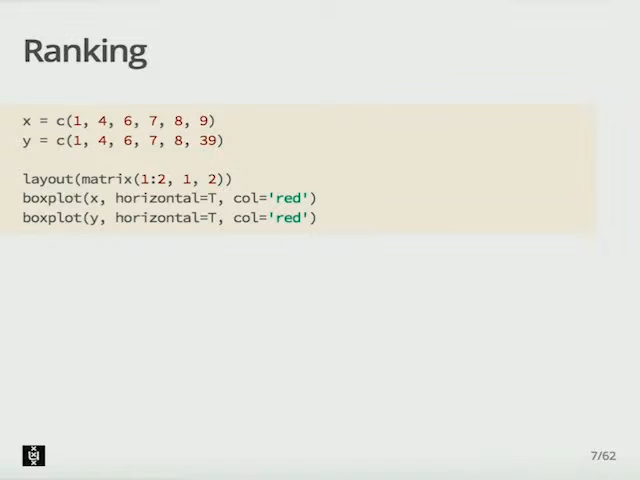 Ranking
x = c(1, 4, 6, 7, 8, 9)
y = c(1, 4, 6, 7, 8, 39)
layout(matrix(1:2, 1, 2))
boxplot(x, horizontal=T, col='red')
boxplot(y, horizontal=T, col='red')
7/62